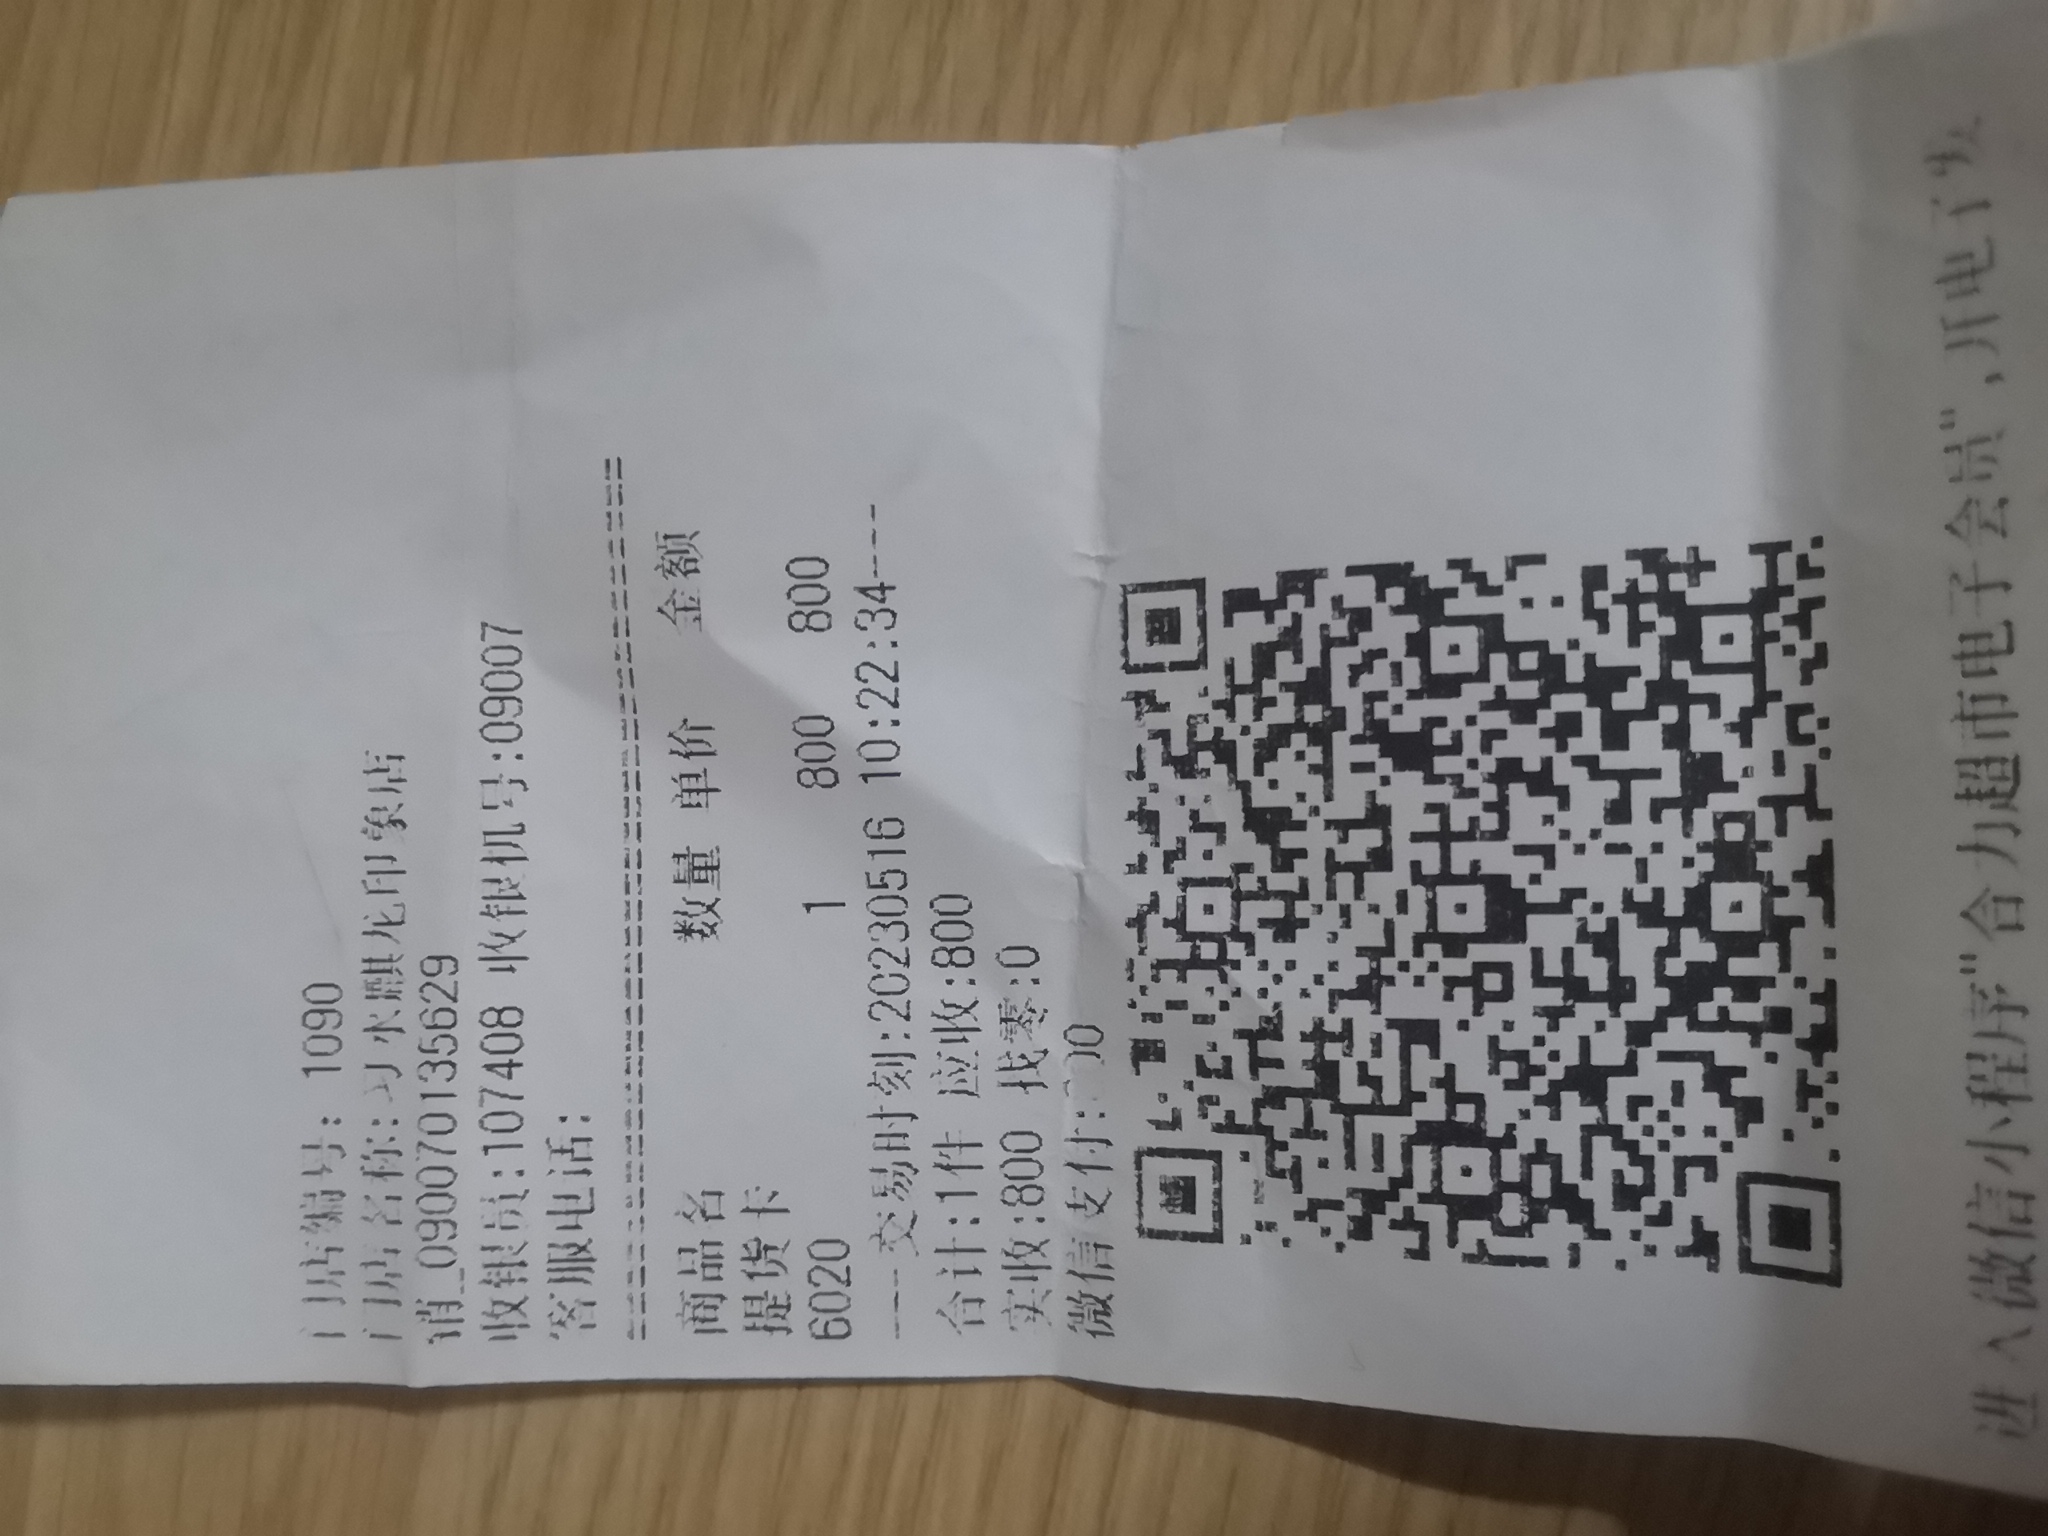 门店编号: 1090
门店名称:习水麒龙印象店
销_090070135629
收银员:107408 收银机号:09007
客服电话:
商品名 数量 单价 金额
提货卡
6020 1 800 800
----交易时刻:20230516 10:22:34----
合计:1件 应收:800
实收:800 找零:0
微信支付:800
进入微信小程序"合力超市电子会员",开电子发